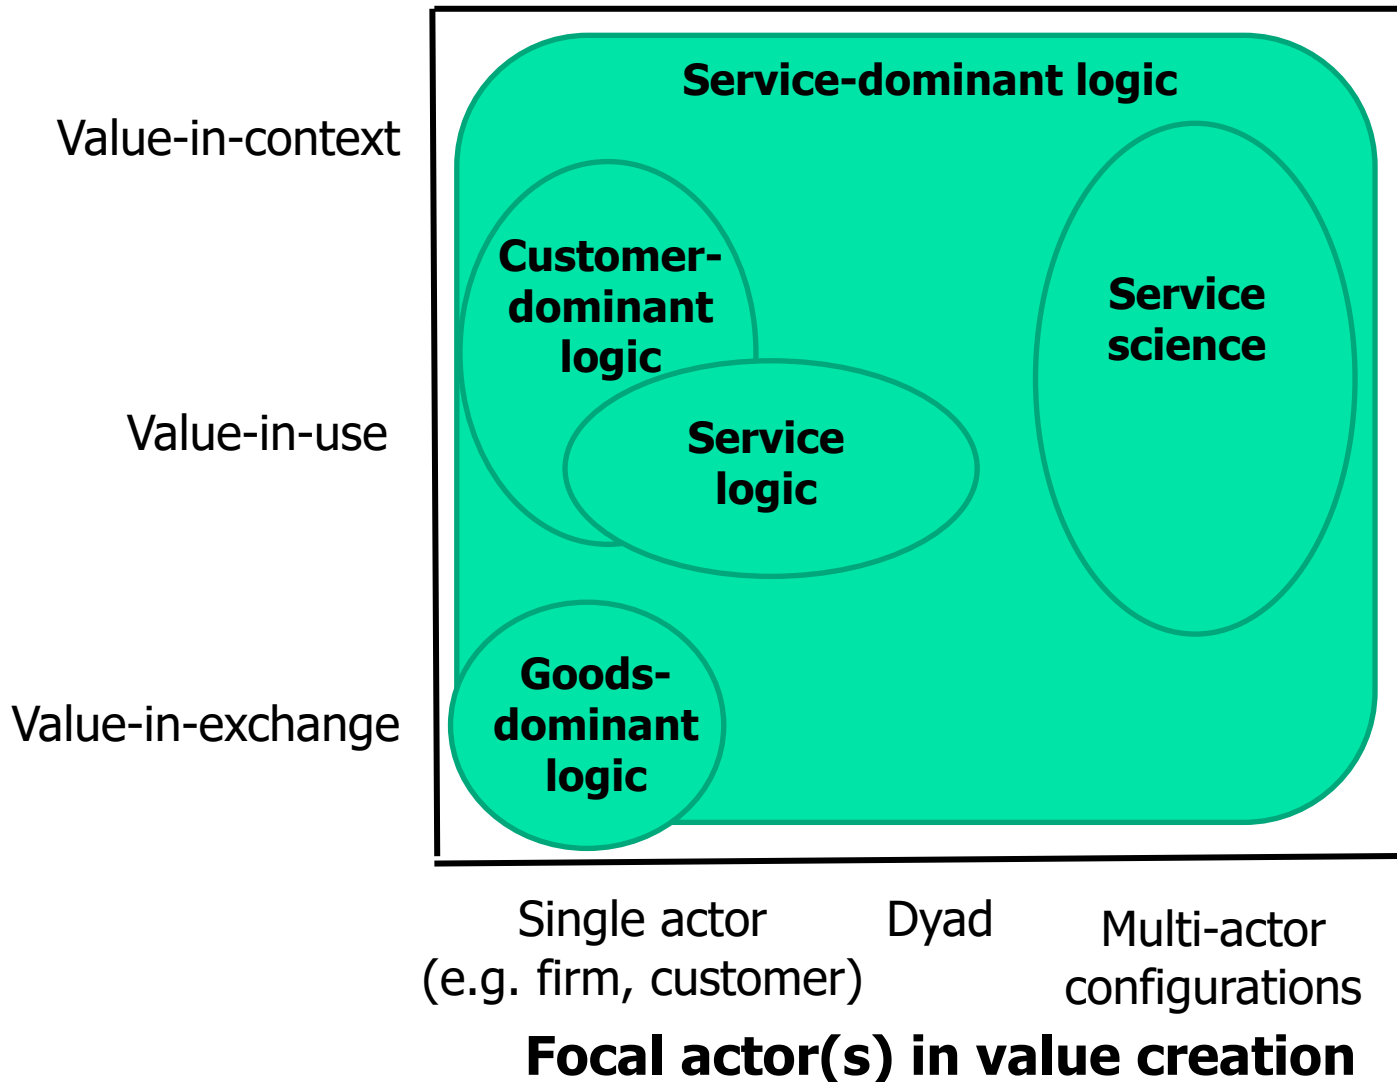 Service-dominant logic
Value-in-context
Customer-
dominant
logic
Service
science
Value-in-use
Service
logic
Goods-
dominant
logic
Value-in-exchange
Single actor
(e.g. firm, customer)
Dyad
Multi-actor
configurations
Focal actor(s) in value creation